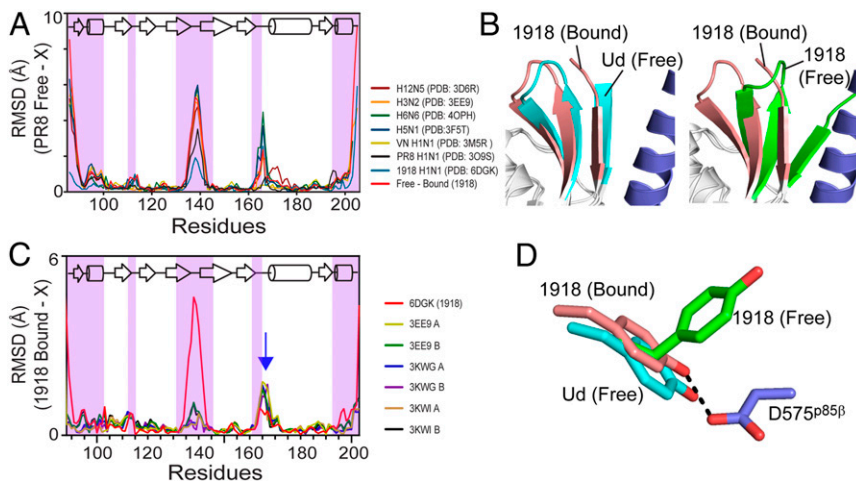 A
10
5
0
RMSD (Å)
(PR8 Free - X)
100 120 140 160 180 200
Residues
H12N5 (PDB: 3D6R)
H3N2 (PDB: 3EE9)
H6N6 (PDB: 4OPH)
H5N1 (PDB:3F5T)
VN H1N1 (PDB: 3M5R )
PR8 H1N1 (PDB: 3O9S)
1918 H1N1 (PDB: 6DGK)
Free - Bound (1918)
B
1918 (Bound)
Ud (Free)
1918 (Bound)
1918 (Free)
C
6
0
RMSD (Å)
(1918 Bound - X)
100 120 140 160 180 200
Residues
6DGK (1918)
3EE9 A
3EE9 B
3KWG A
3KWG B
3KWI A
3KWI B
D
1918 (Bound)
1918 (Free)
Ud (Free)
D575p85β